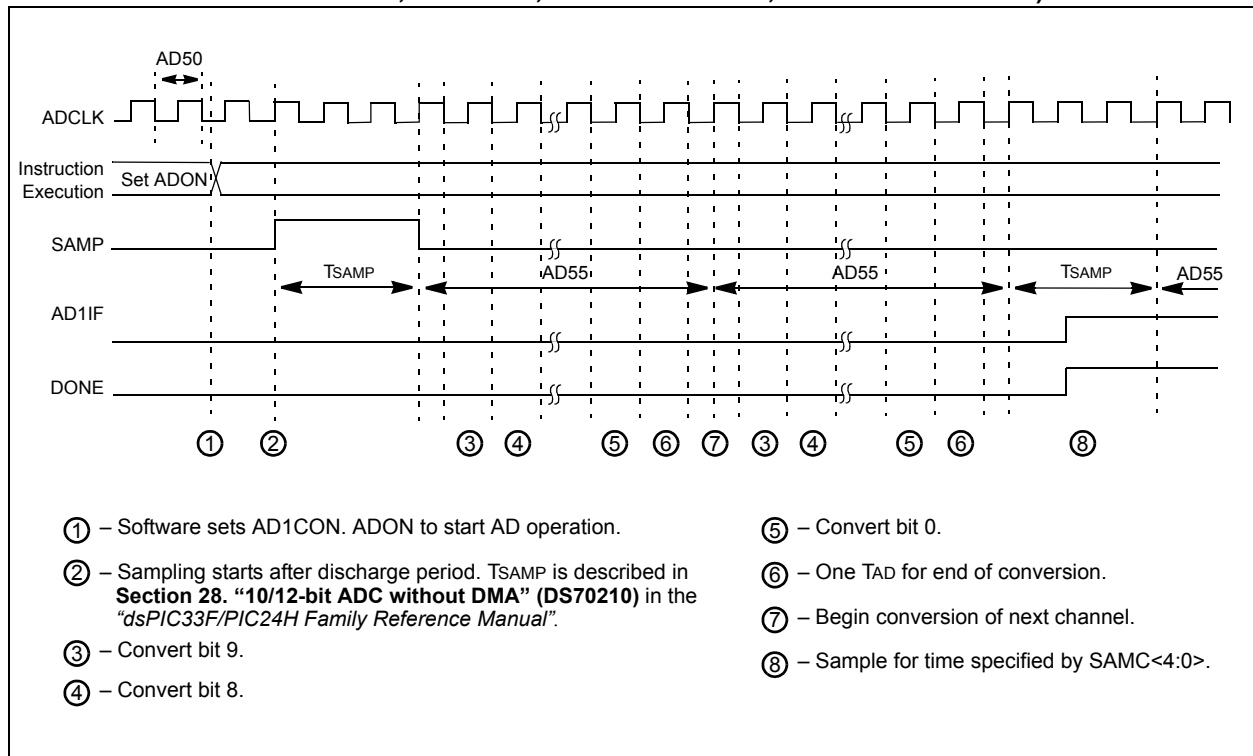 AD50
ADCLK
Instruction
Execution
Set ADON
SAMP
TSAMP
AD55
AD55
TSAMP
AD55
AD1IF
DONE
1 2 3 4 5 6 7 3 4 5 6 8
1 – Software sets AD1CON. ADON to start AD operation.
2 – Sampling starts after discharge period. TSAMP is described in
Section 28. “10/12-bit ADC without DMA” (DS70210) in the
“dsPIC33F/PIC24H Family Reference Manual”.
3 – Convert bit 9.
4 – Convert bit 8.
5 – Convert bit 0.
6 – One TAD for end of conversion.
7 – Begin conversion of next channel.
8 – Sample for time specified by SAMC<4:0>.